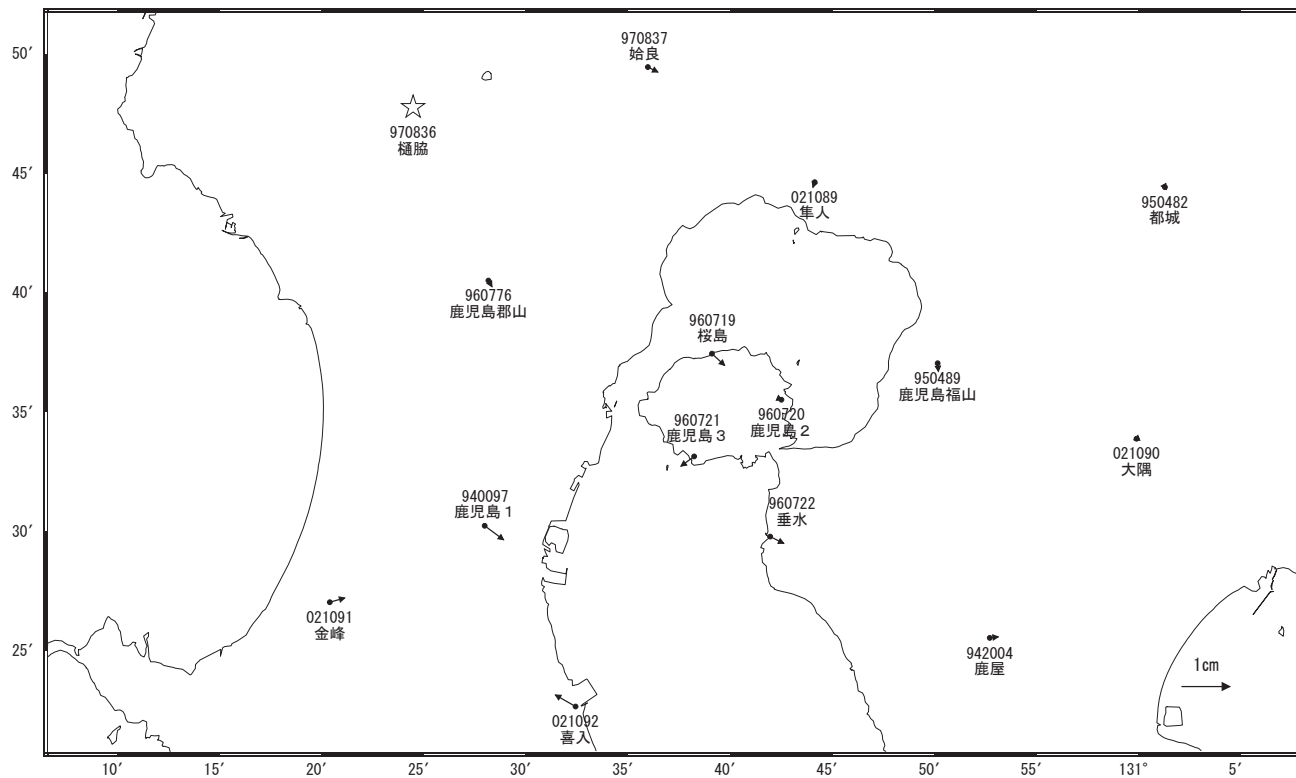 50′
970837
姶良
970836
樋脇
45′
021089
隼人
950482
都城
40′
960776
鹿児島郡山
960719
桜島
950489
鹿児島福山
35′
960721
鹿児島３
960720
鹿児島２
021090
大隅
940097
鹿児島１
960722
垂水
30′
021091
金峰
25′
942004
鹿屋
1cm
021092
喜入
10′ 15′ 20′ 25′ 30′ 35′ 40′ 45′ 50′ 55′ 131° 5′